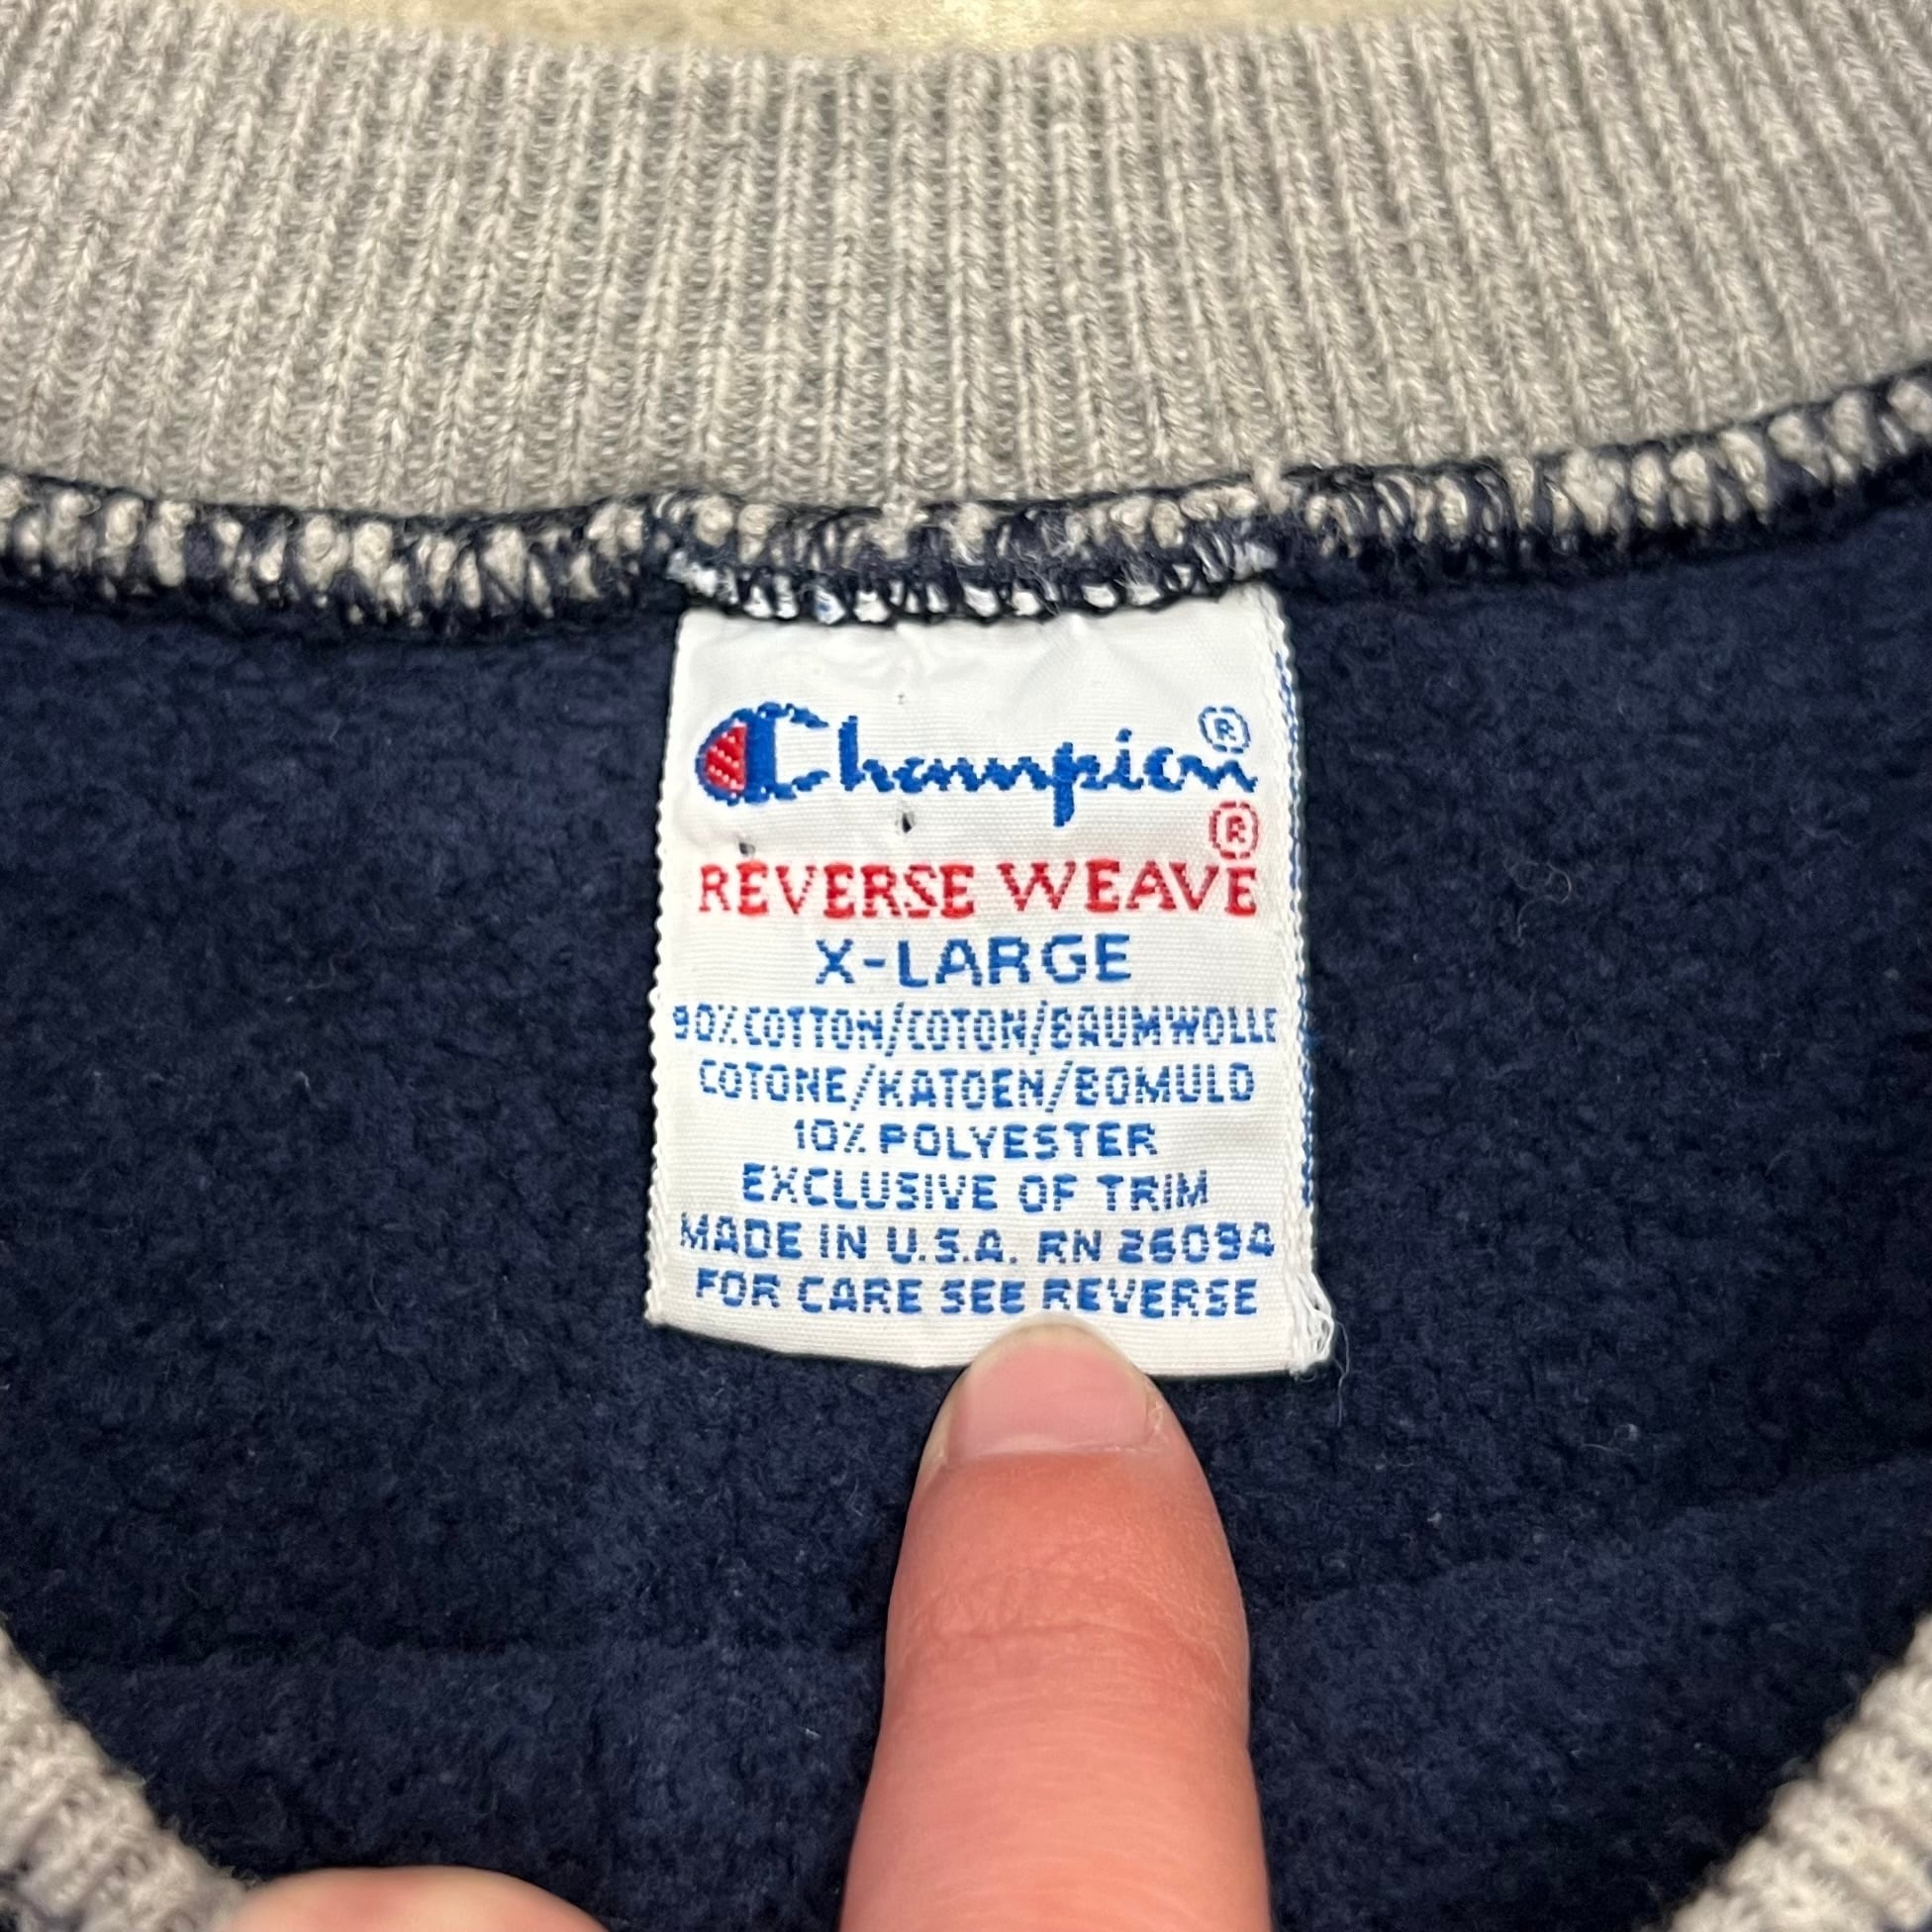 Champion®
REVERSE WEAVE®
X-LARGE
90% COTTON/COTON/BAUMWOLLE
COTONE/KATOEN/BOMULD
10% POLYESTER
EXCLUSIVE OF TRIM
MADE IN U.S.A. RN 26094
FOR CARE SEE REVERSE